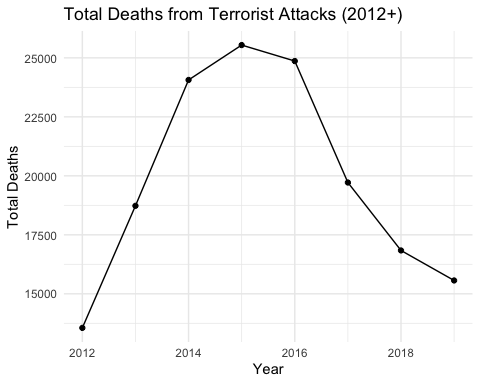 Total Deaths from Terrorist Attacks (2012+)
25000
22500
20000
17500
15000
Total Deaths
2012 2014 2016 2018
Year